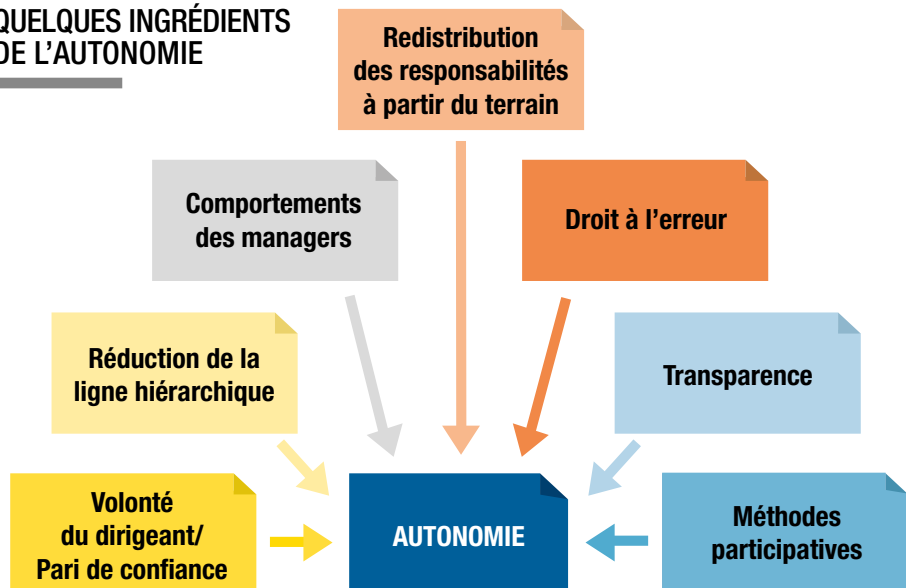 QUELQUES INGRÉDIENTS
DE L'AUTONOMIE
Redistribution
des responsabilités
à partir du terrain
Comportements
des managers
Droit à l'erreur
Réduction de la
ligne hiérarchique
Transparence
Volonté
du dirigeant/
Pari de confiance
AUTONOMIE
Méthodes
participatives